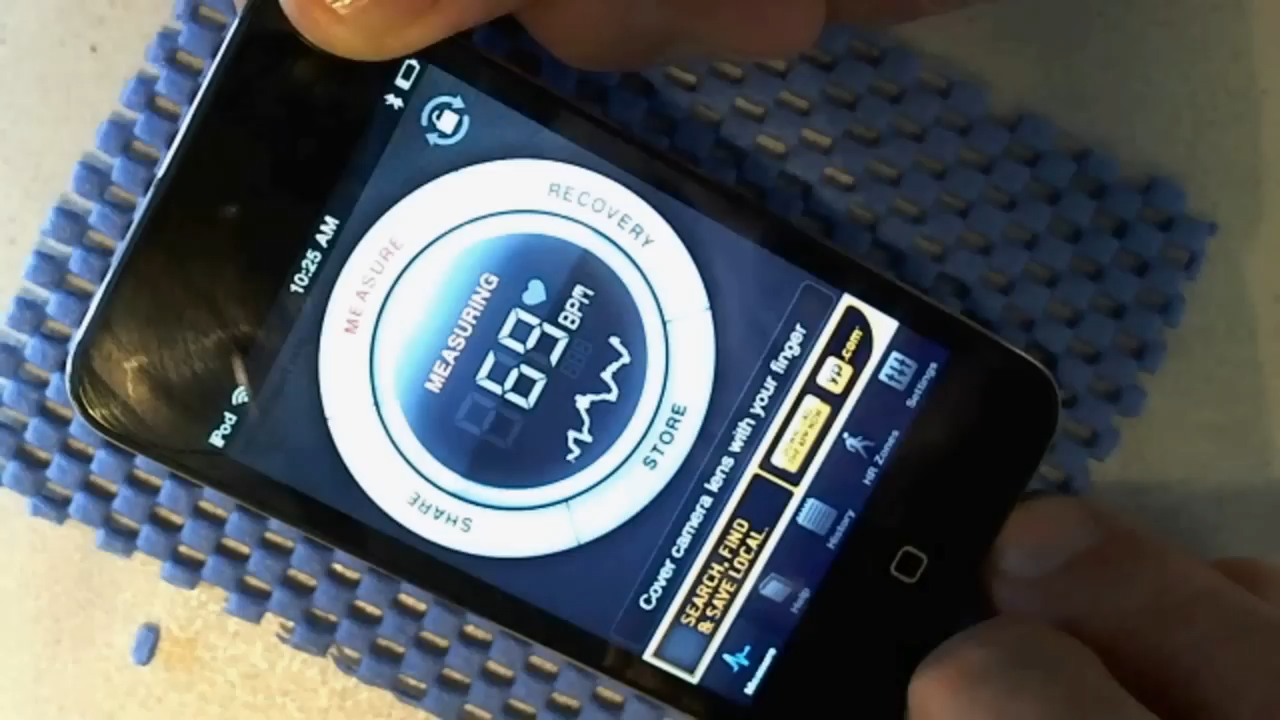 iPod
10:25 AM
MEASURE
RECOVERY
MEASURING
69
BPM
SHARE
STORE
Cover camera lens with your finger
SEARCH, FIND
& SAVE LOCAL.
yp.com
Measure
Help
History
HR Zones
Settings